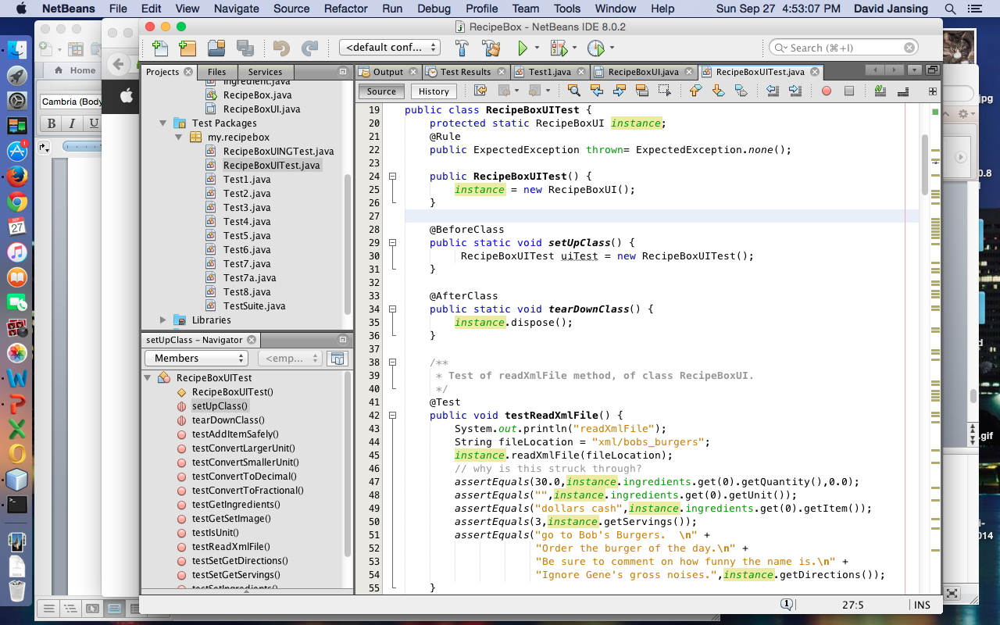 NetBeans File Edit View Navigate Source Refactor Run Debug Profile Team Tools Window Help Sun Sep 27 4:53:07 PM David Jansing
RecipeBox - NetBeans IDE 8.0.2
<default conf...
Search (⌘+I)
Home
Cambria (Body
B I U
SEP
27
1
jpg
0.8
.gif
014
Projects Files Services
Ingredient.java
RecipeBox.java
RecipeBoxUI.java
Test Packages
my.recipebox
RecipeBoxUINGTest.java
RecipeBoxUITest.java
Test1.java
Test2.java
Test3.java
Test4.java
Test5.java
Test6.java
Test7.java
Test7a.java
Test8.java
TestSuite.java
Libraries
setUpClass - Navigator
Members <emp...
RecipeBoxUITest
RecipeBoxUITest()
setUpClass()
tearDownClass()
testAddItemSafely()
testConvertLargerUnit()
testConvertSmallerUnit()
testConvertToDecimal()
testConvertToFractional()
testGetIngredients()
testGetSetImage()
testIsUnit()
testReadXmlFile()
testSetGetDirections()
testSetGetServings()
testSetIngredients()
Output Test Results Test1.java RecipeBoxUI.java RecipeBoxUITest.java
Source History
19 public class RecipeBoxUITest {
20 protected static RecipeBoxUI instance;
21 @Rule
22 public ExpectedException thrown= ExpectedException.none();
23
24 public RecipeBoxUITest() {
25 instance = new RecipeBoxUI();
26 }
27
28 @BeforeClass
29 public static void setUpClass() {
30 RecipeBoxUITest uiTest = new RecipeBoxUITest();
31 }
32
33 @AfterClass
34 public static void tearDownClass() {
35 instance.dispose();
36 }
37
38 /**
39 * Test of readXmlFile method, of class RecipeBoxUI.
40 */
41 @Test
42 public void testReadXmlFile() {
43 System.out.println("readXmlFile");
44 String fileLocation = "xml/bobs_burgers";
45 instance.readXmlFile(fileLocation);
46 // why is this struck through?
47 assertEquals(30.0,instance.ingredients.get(0).getQuantity(),0.0);
48 assertEquals("",instance.ingredients.get(0).getUnit());
49 assertEquals("dollars cash",instance.ingredients.get(0).getItem());
50 assertEquals(3,instance.getServings());
51 assertEquals("go to Bob's Burgers.  \n" +
52 "Order the burger of the day.\n" +
53 "Be sure to comment on how funny the name is.\n" +
54 "Ignore Gene's gross noises.",instance.getDirections());
55 }
27:5 INS